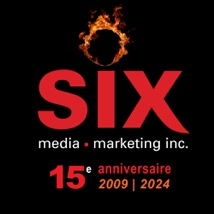 SIX
media • marketing inc.
15e anniversaire
2009 | 2024